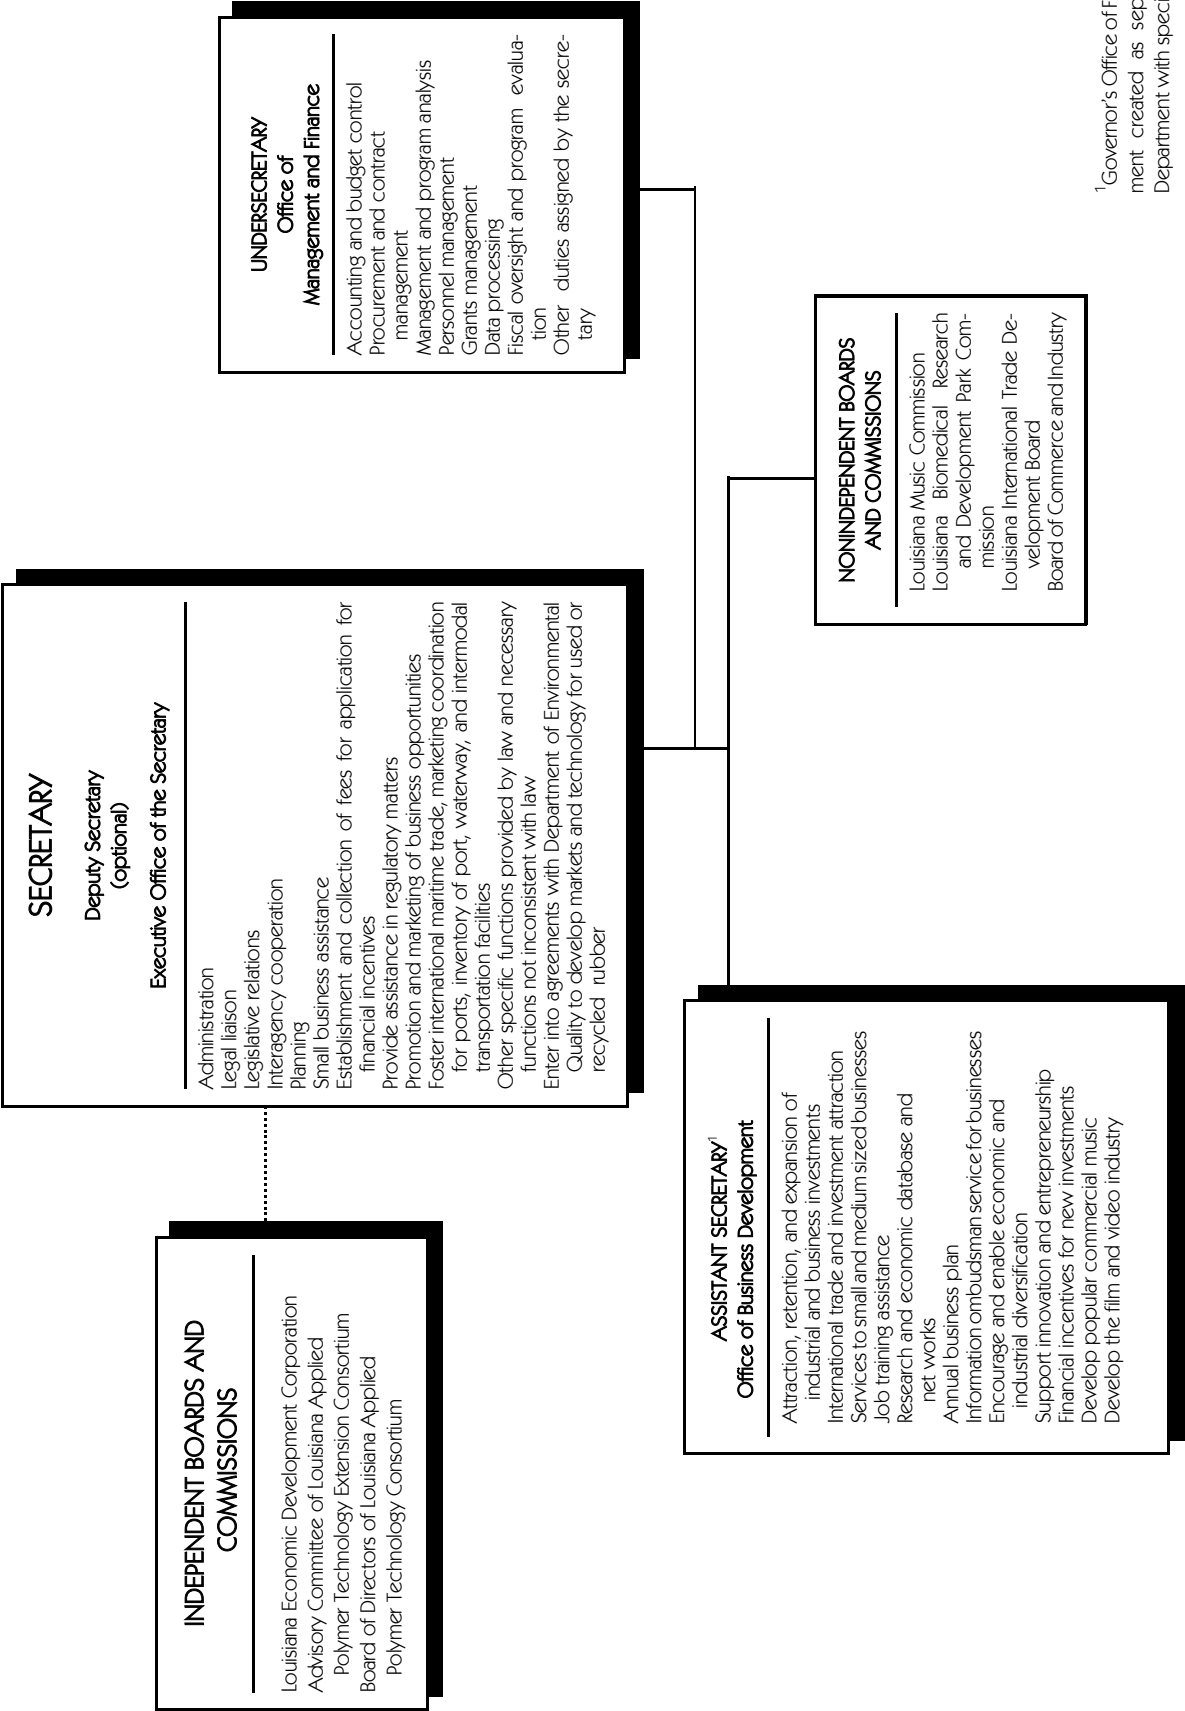 SECRETARY
Deputy Secretary
(optional)
Executive Office of the Secretary
Administration
Legal liaison
Legislative relations
Interagency cooperation
Planning
Small business assistance
Establishment and collection of fees for application for
financial incentives
Provide assistance in regulatory matters
Promotion and marketing of business opportunities
Foster international maritime trade, marketing coordination
for ports, inventory of port, waterway, and intermodal
transportation facilities
Other specific functions provided by law and necessary
functions not inconsistent with law
Enter into agreements with Department of Environmental
Quality to develop markets and technology for used or
recycled rubber
INDEPENDENT BOARDS AND
COMMISSIONS
Louisiana Economic Development Corporation
Advisory Committee of Louisiana Applied
Polymer Technology Extension Consortium
Board of Directors of Louisiana Applied
Polymer Technology Consortium
UNDERSECRETARY
Office of
Management and Finance
Accounting and budget control
Procurement and contract
management
Management and program analysis
Personnel management
Grants management
Data processing
Fiscal oversight and program evalua-
tion
Other duties assigned by the secre-
tary
ASSISTANT SECRETARY¹
Office of Business Development
Attraction, retention, and expansion of
industrial and business investments
International trade and investment attraction
Services to small and medium sized businesses
Job training assistance
Research and economic database and
net works
Annual business plan
Information ombudsman service for businesses
Encourage and enable economic and
industrial diversification
Support innovation and entrepreneurship
Financial incentives for new investments
Develop popular commercial music
Develop the film and video industry
NONINDEPENDENT BOARDS
AND COMMISSIONS
Louisiana Music Commission
Louisiana Biomedical Research
and Development Park Com-
mission
Louisiana International Trade De-
velopment Board
Board of Commerce and Industry
¹Governor's Office of
ment created as
Department with